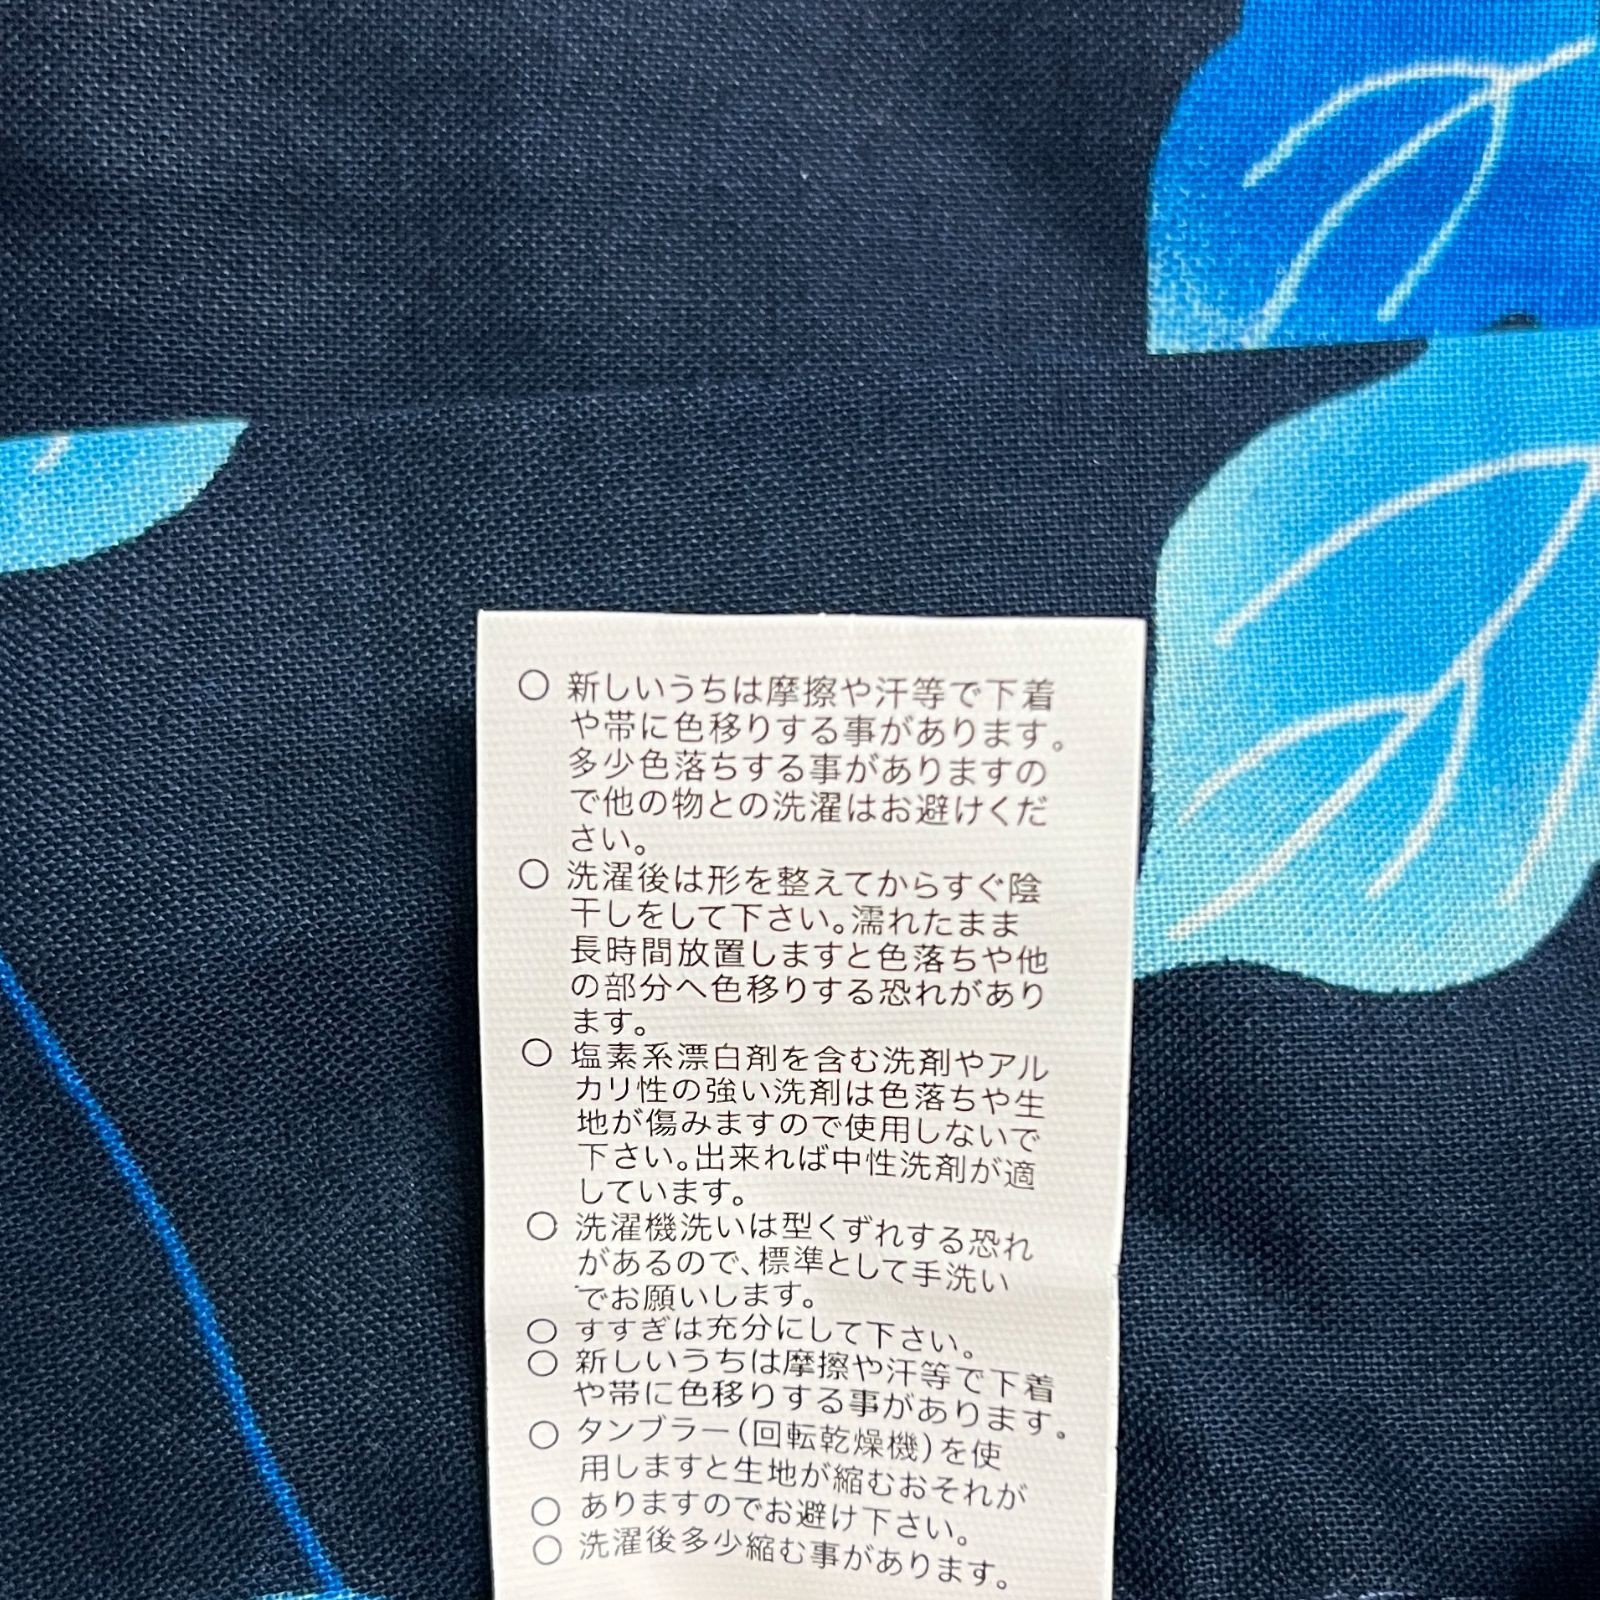 ○ 新しいうちは摩擦や汗等で下着
や帯に色移りする事があります。
多少色落ちする事がありますの
で他の物との洗濯はお避けくだ
さい。
○ 洗濯後は形を整えてからすぐ陰
干しをして下さい。濡れたまま
長時間放置しますと色落ちや他
の部分へ色移りする恐れがあり
ます。
○ 塩素系漂白剤を含む洗剤やアル
カリ性の強い洗剤は色落ちや生
地が傷みますので使用しないで
下さい。出来れば中性洗剤が適
しています。
○ 洗濯機洗いは型くずれする恐れ
があるので、標準として手洗い
でお願いします。
○ すすぎは充分にして下さい。
○ 新しいうちは摩擦や汗等で下着
や帯に色移りする事があります。
○ タンブラー(回転乾燥機)を使
用しますと生地が縮むおそれが
○ ありますのでお避け下さい。
○ 洗濯後多少縮む事があります。